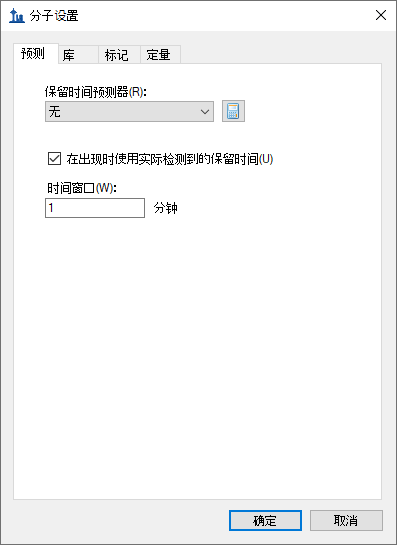 分子设置
预测 库 标记 定量
保留时间预测器(R):
无
在出现时使用实际检测到的保留时间(U)
时间窗口(W):
1 分钟
确定 取消